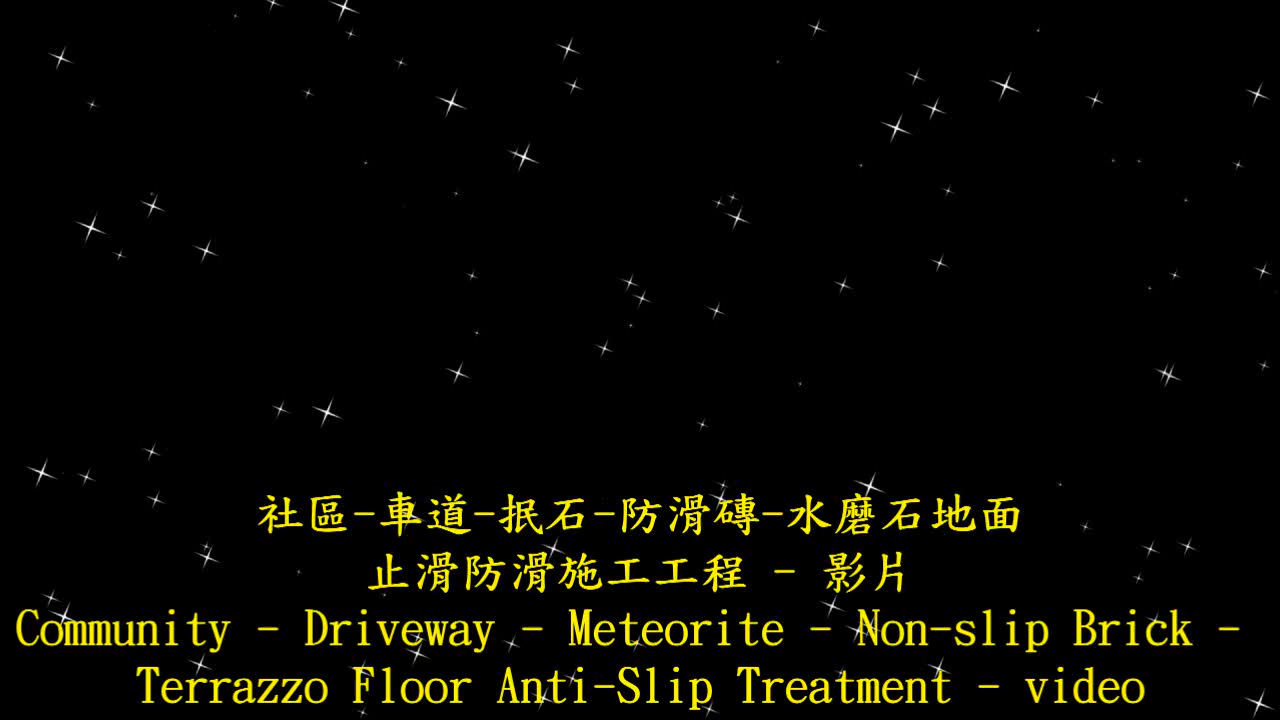 社區-車道-抿石-防滑磚-水磨石地面
止滑防滑施工工程 - 影片
Community - Driveway - Meteorite - Non-slip Brick -
Terrazzo Floor Anti-Slip Treatment - video